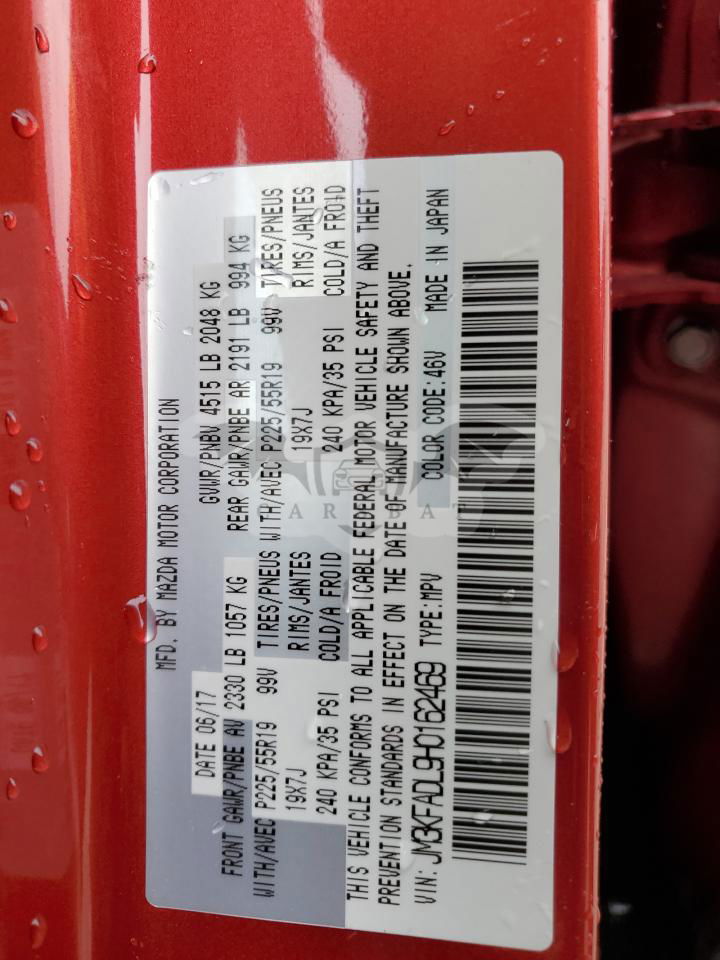 MFD. BY MAZDA MOTOR CORPORATION
DATE 06/17 GVWR/PNBV 4515 LB 2048 KG
FRONT GAWR/PNBE AV 2330 LB 1057 KG REAR GAWR/PNBE AR 2191 LB 994 KG
WITH/AVEC P225/55R19 99V TIRES/PNEUS WITH/AVEC P225/55R19 99V TIRES/PNEUS
19X7J RIMS/JANTES 19X7J RIMS/JANTES
240 KPA/35 PSI COLD/A FROID 240 KPA/35 PSI COLD/A FROID
THIS VEHICLE CONFORMS TO ALL APPLICABLE FEDERAL MOTOR VEHICLE SAFETY AND THEFT
PREVENTION STANDARDS IN EFFECT ON THE DATE OF MANUFACTURE SHOWN ABOVE.
VIN: JM3KFADL9H0162469 TYPE:MPV COLOR CODE:46V MADE IN JAPAN
CAR BAT